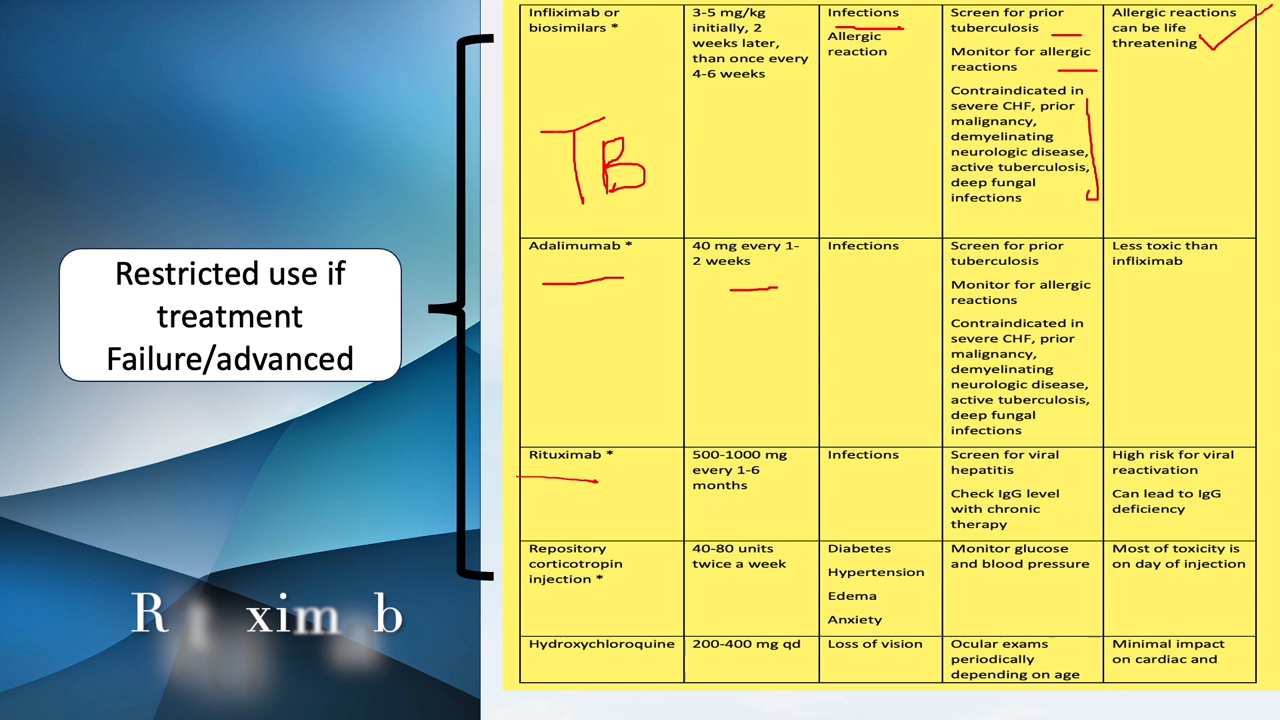 Restricted use if
treatment
Failure/advanced
Infliximab or
biosimilars *
3-5 mg/kg
initially, 2
weeks later,
than once every
4-6 weeks
Infections
Allergic
reaction
Screen for prior
tuberculosis
Monitor for allergic
reactions
Contraindicated in
severe CHF, prior
malignancy,
demyelinating
neurologic disease,
active tuberculosis,
deep fungal
infections
Allergic reactions
can be life
threatening
TB
Adalimumab *
40 mg every 1-
2 weeks
Infections
Screen for prior
tuberculosis
Monitor for allergic
reactions
Contraindicated in
severe CHF, prior
malignancy,
demyelinating
neurologic disease,
active tuberculosis,
deep fungal
infections
Less toxic than
infliximab
Rituximab *
500-1000 mg
every 1-6
months
Infections
Screen for viral
hepatitis
Check IgG level
with chronic
therapy
High risk for viral
reactivation
Can lead to IgG
deficiency
Repository
corticotropin
injection *
40-80 units
twice a week
Diabetes
Hypertension
Edema
Anxiety
Monitor glucose
and blood pressure
Most of toxicity is
on day of injection
Hydroxychloroquine
200-400 mg qd
Loss of vision
Ocular exams
periodically
depending on age
Minimal impact
on cardiac and